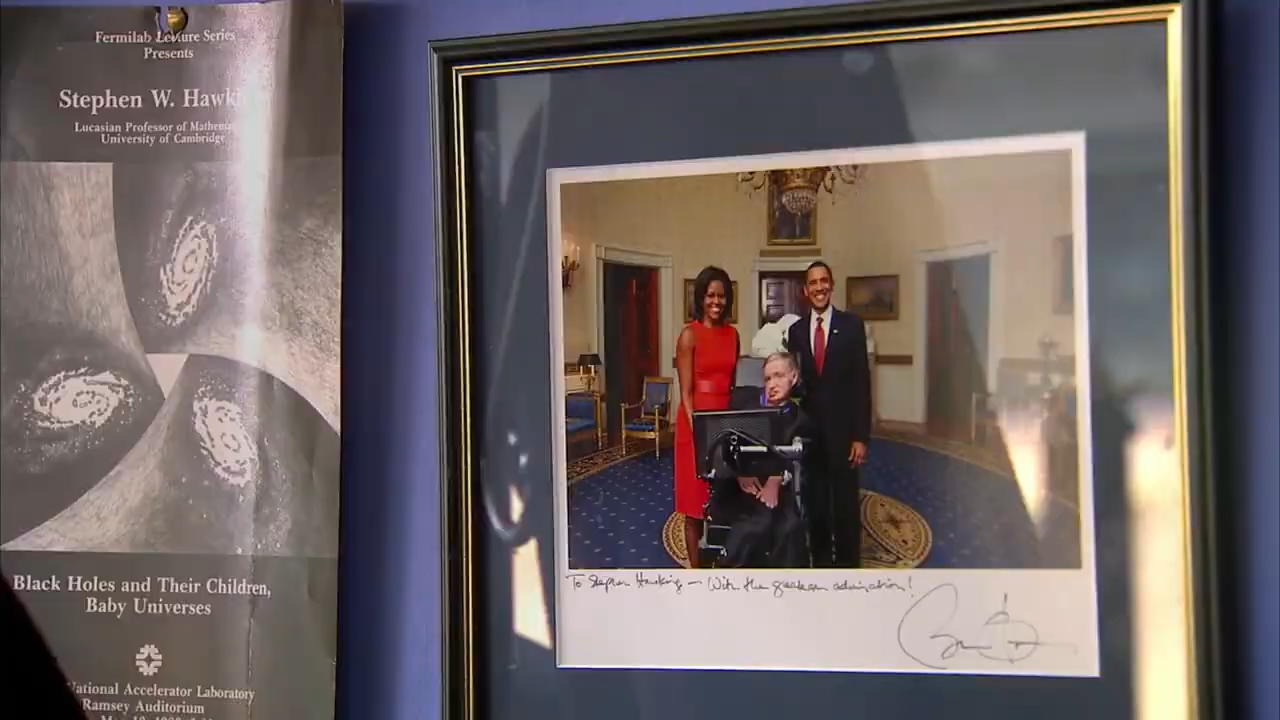 Fermilab Lecture Series
Presents
Stephen W. Hawki
Lucasian Professor of Mathema
University of Cambridge
Black Holes and Their Children,
Baby Universes
National Accelerator Laboratory
Ramsey Auditorium
To Stephen Hawking — With the greatest admiration!